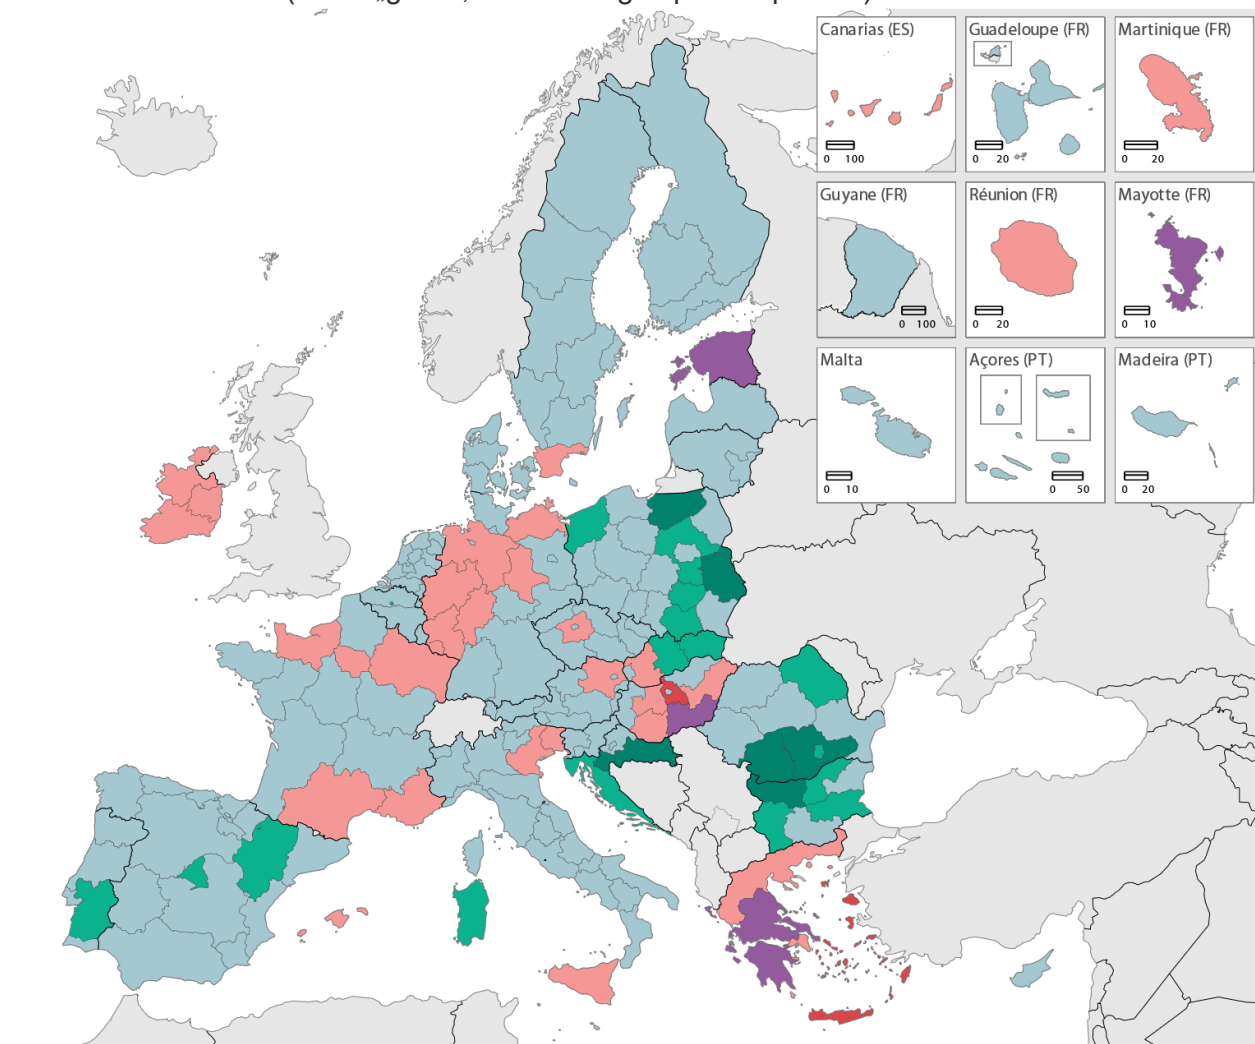 Canarias (ES)
0 100
Guadeloupe (FR)
0 20
Martinique (FR)
0 20
Guyane (FR)
0 100
Réunion (FR)
0 20
Mayotte (FR)
0 10
Malta
0 10
Açores (PT)
0 50
Madeira (PT)
0 20